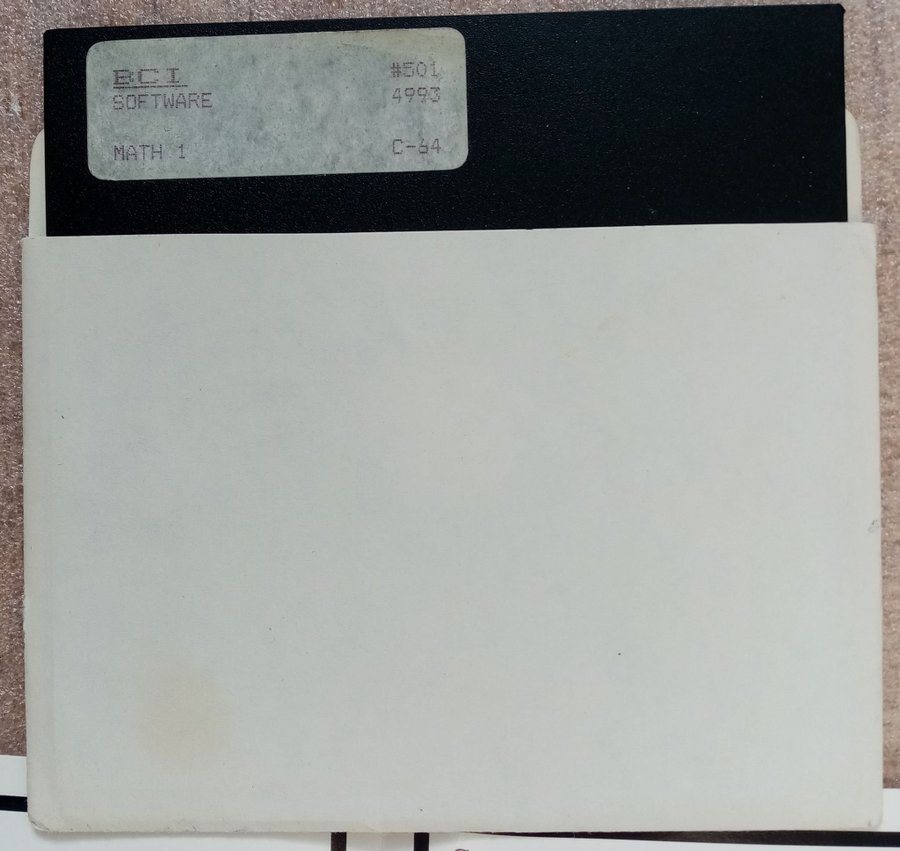 BCI #501
SOFTWARE 4993
MATH 1 C-64